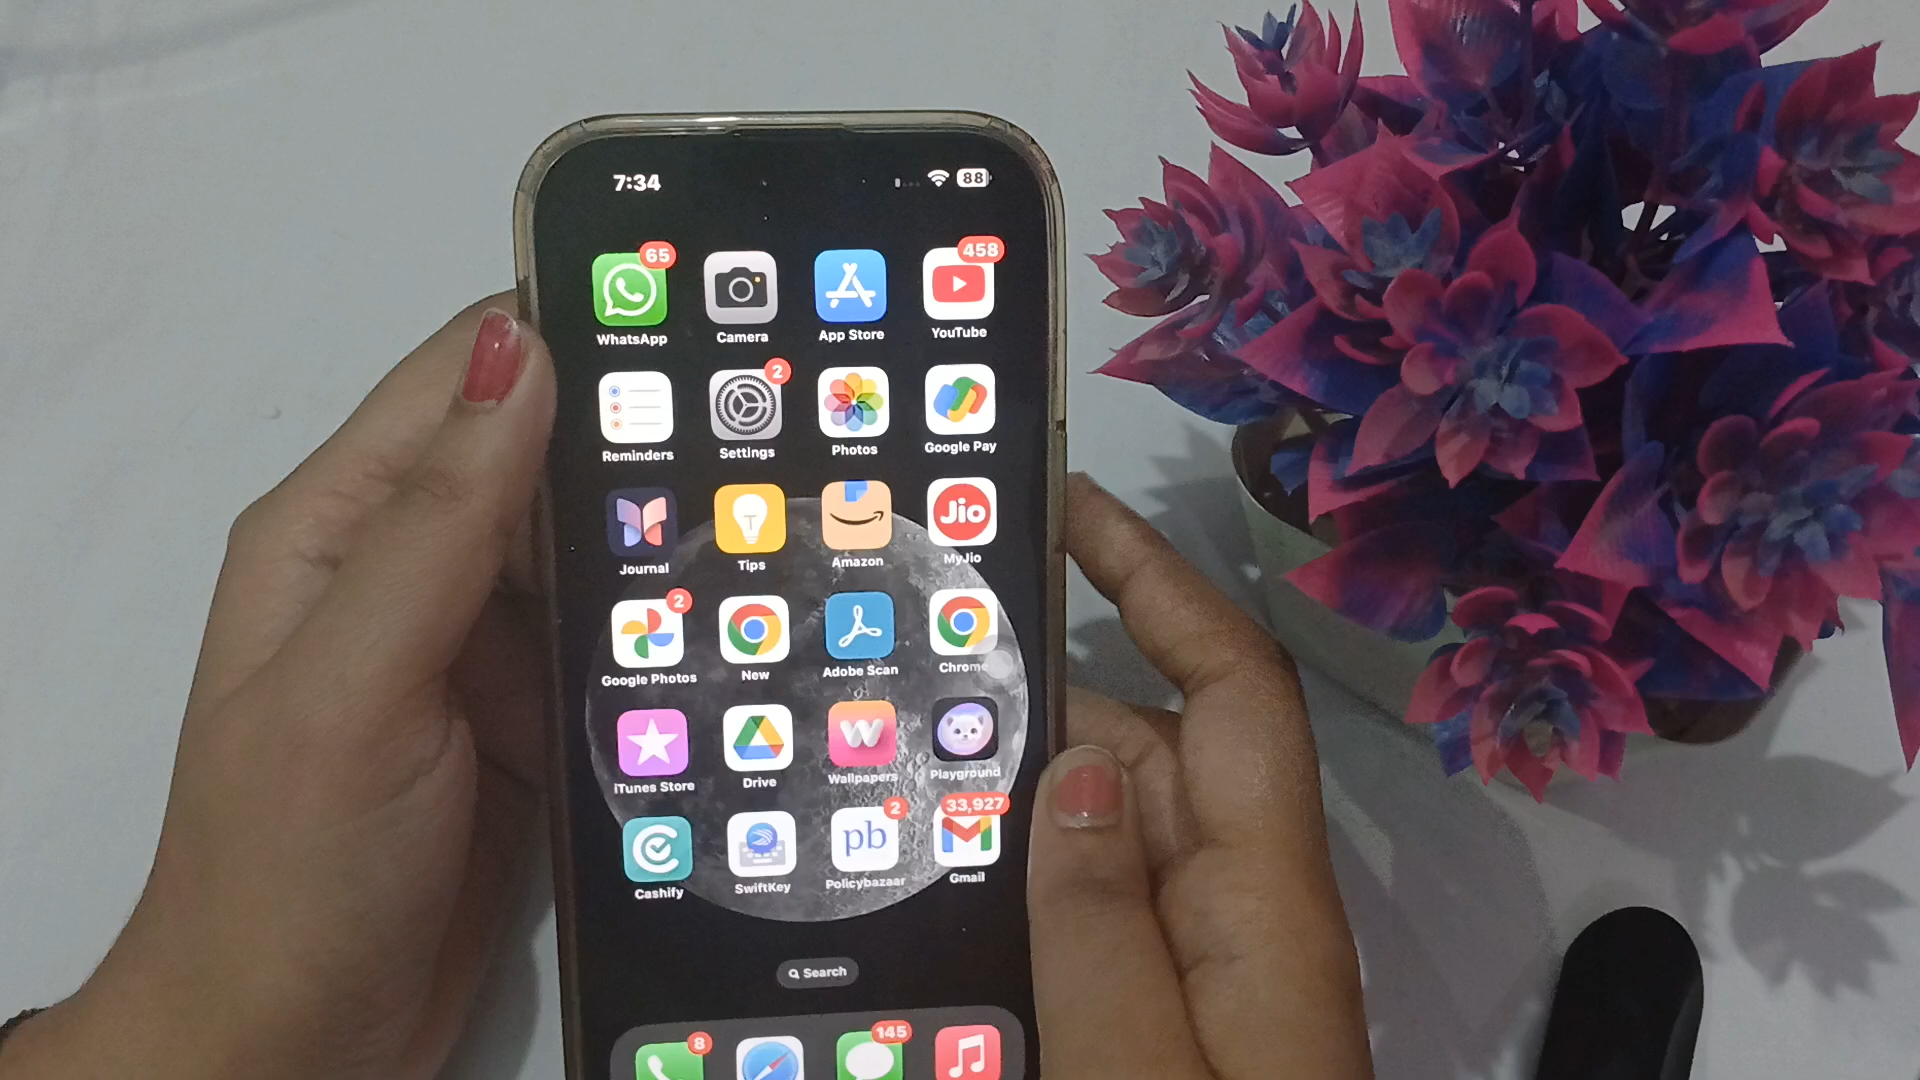 7:34
88
65
458
WhatsApp
Camera
App Store
YouTube
2
Reminders
Settings
Photos
Google Pay
Jio
Journal
Tips
Amazon
MyJio
2
Google Photos
New
Adobe Scan
Chrome
W
iTunes Store
Drive
Wallpapers
Playground
2
33,927
pb
Cashify
SwiftKey
Policybazaar
Gmail
Search
8
145